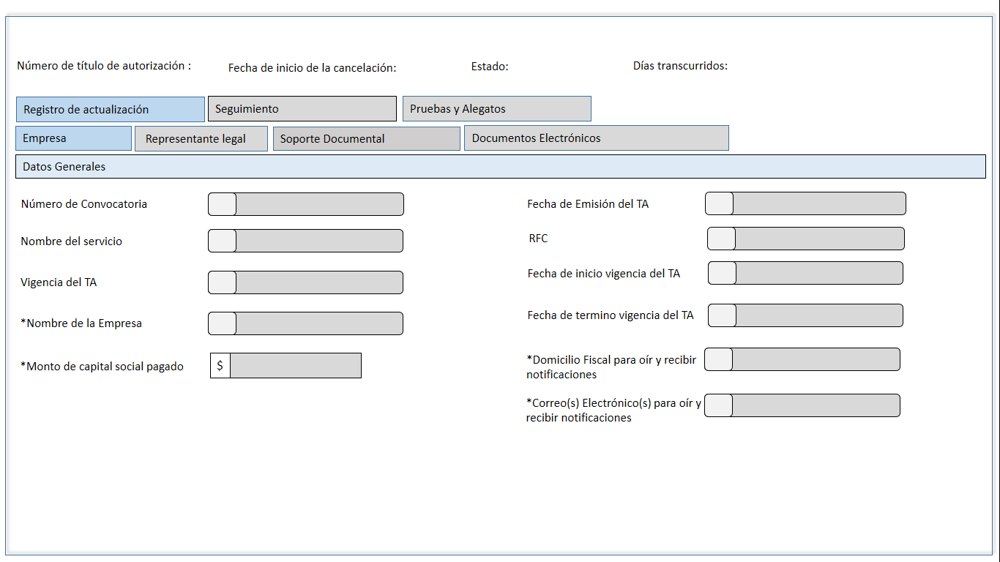 Número de título de autorización :
Fecha de inicio de la cancelación:
Estado:
Días transcurridos:
Registro de actualización
Seguimiento
Pruebas y Alegatos
Empresa
Representante legal
Soporte Documental
Documentos Electrónicos
Datos Generales
Número de Convocatoria
Fecha de Emisión del TA
Nombre del servicio
RFC
Vigencia del TA
Fecha de inicio vigencia del TA
*Nombre de la Empresa
Fecha de termino vigencia del TA
*Monto de capital social pagado
$
*Domicilio Fiscal para oír y recibir
notificaciones
*Correo(s) Electrónico(s) para oír y
recibir notificaciones